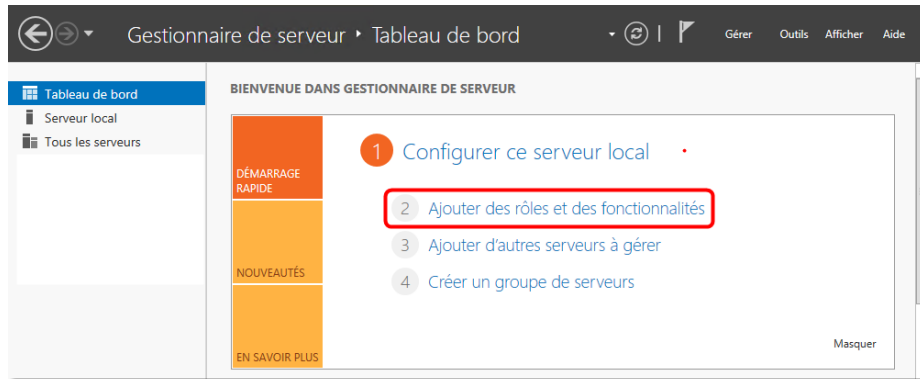 Gestionnaire de serveur ‣ Tableau de bord
Gérer Outils Afficher Aide
Tableau de bord
Serveur local
Tous les serveurs
BIENVENUE DANS GESTIONNAIRE DE SERVEUR
DÉMARRAGE
RAPIDE
NOUVEAUTÉS
EN SAVOIR PLUS
1 Configurer ce serveur local
2 Ajouter des rôles et des fonctionnalités
3 Ajouter d’autres serveurs à gérer
4 Créer un groupe de serveurs
Masquer